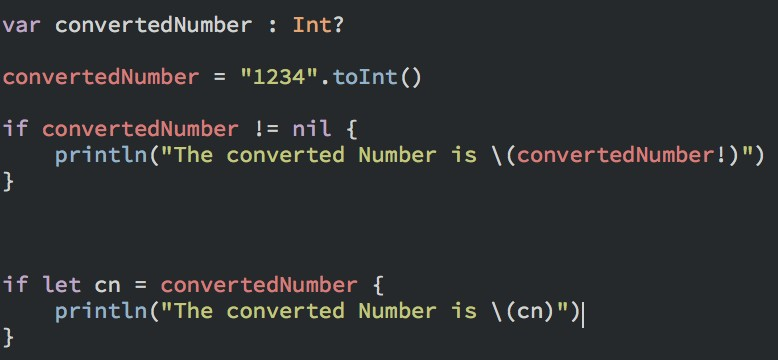 var convertedNumber : Int?
convertedNumber = "1234".toInt()
if convertedNumber != nil {
    println("The converted Number is \(convertedNumber!)")
}
if let cn = convertedNumber {
    println("The converted Number is \(cn)")
}